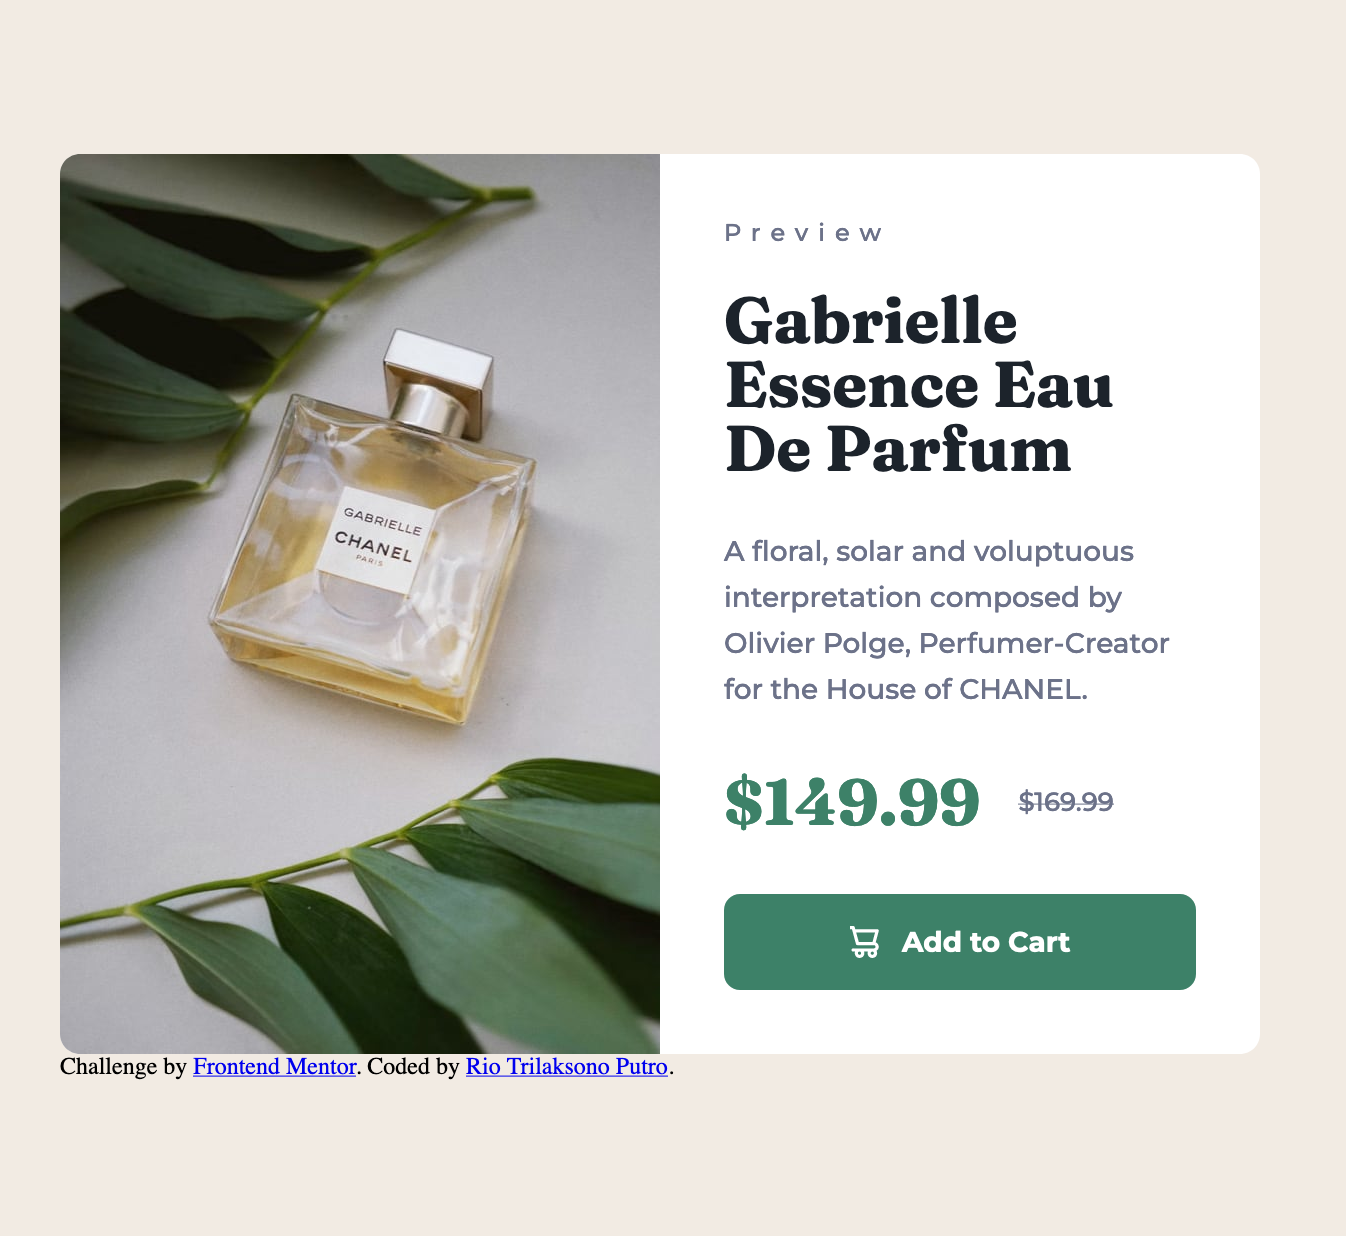 GABRIELLE
CHANEL
PARIS
Preview
Gabrielle
Essence Eau
De Parfum
A floral, solar and voluptuous
interpretation composed by
Olivier Polge, Perfumer-Creator
for the House of CHANEL.
$149.99 $169.99
Add to Cart
Challenge by Frontend Mentor. Coded by Rio Trilaksono Putro.